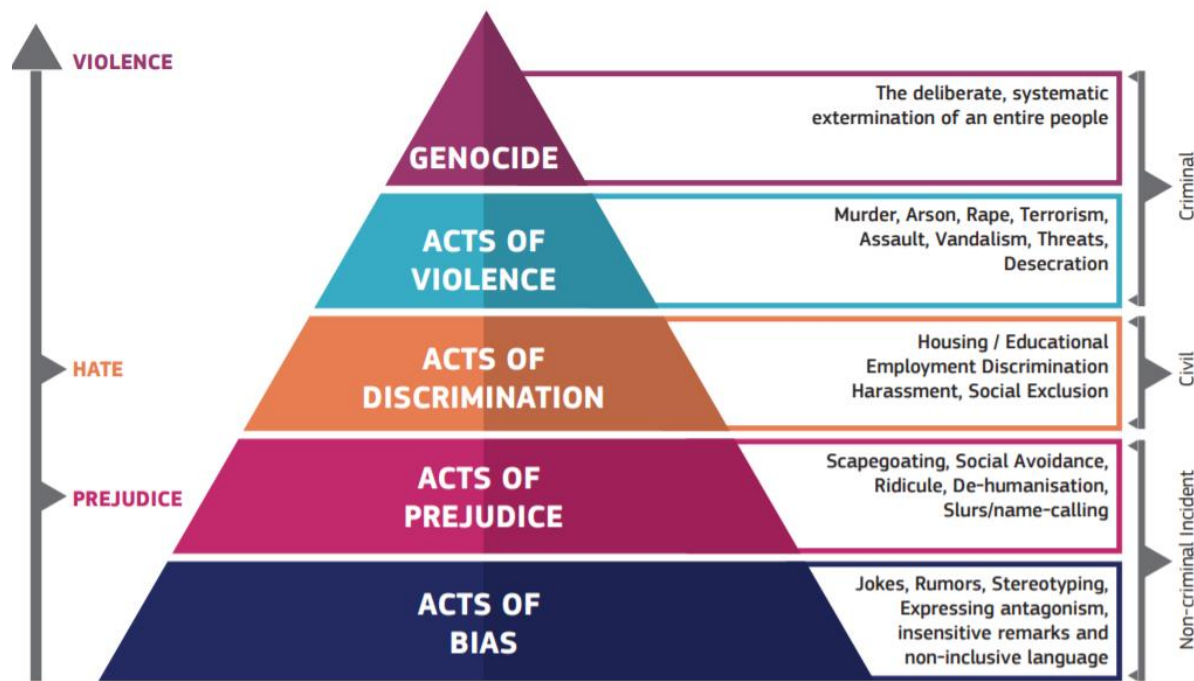 VIOLENCE
HATE
PREJUDICE
GENOCIDE
The deliberate, systematic
extermination of an entire people
ACTS OF
VIOLENCE
Murder, Arson, Rape, Terrorism,
Assault, Vandalism, Threats,
Desecration
ACTS OF
DISCRIMINATION
Housing / Educational
Employment Discrimination
Harassment, Social Exclusion
ACTS OF
PREJUDICE
Scapegoating, Social Avoidance,
Ridicule, De-humanisation,
Slurs/name-calling
ACTS OF
BIAS
Jokes, Rumors, Stereotyping,
Expressing antagonism,
insensitive remarks and
non-inclusive language
Criminal
Civil
Non-criminal Incident